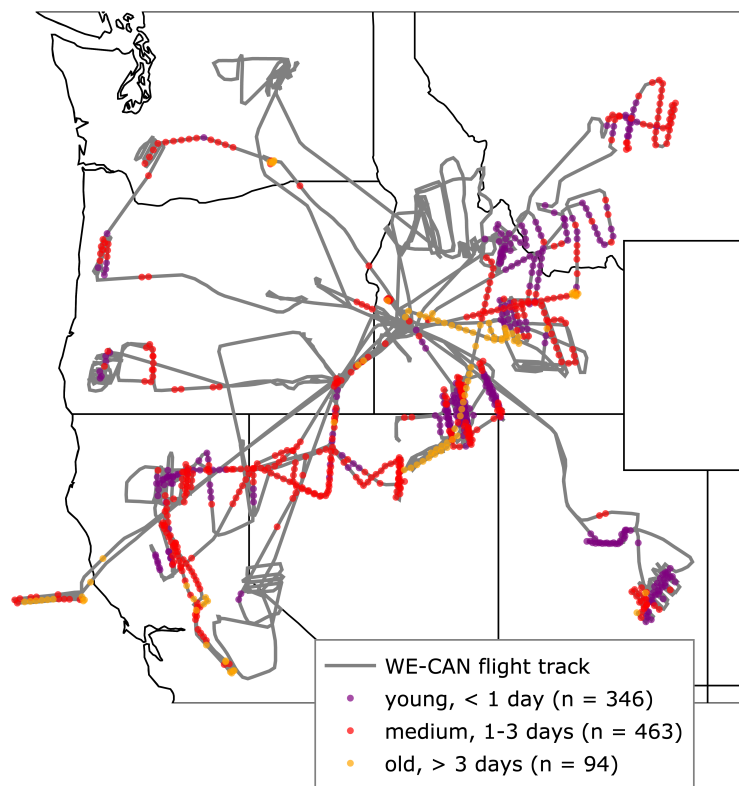 WE-CAN flight track
young, < 1 day (n = 346)
medium, 1-3 days (n = 463)
old, > 3 days (n = 94)